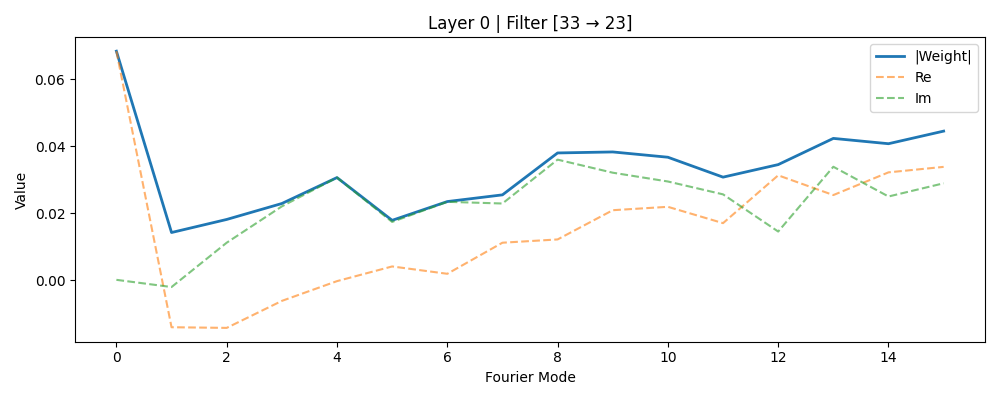 Layer 0 | Filter [33 → 23]
|Weight|
Re
Im
Value
0.06
0.04
0.02
0.00
0 2 4 6 8 10 12 14
Fourier Mode